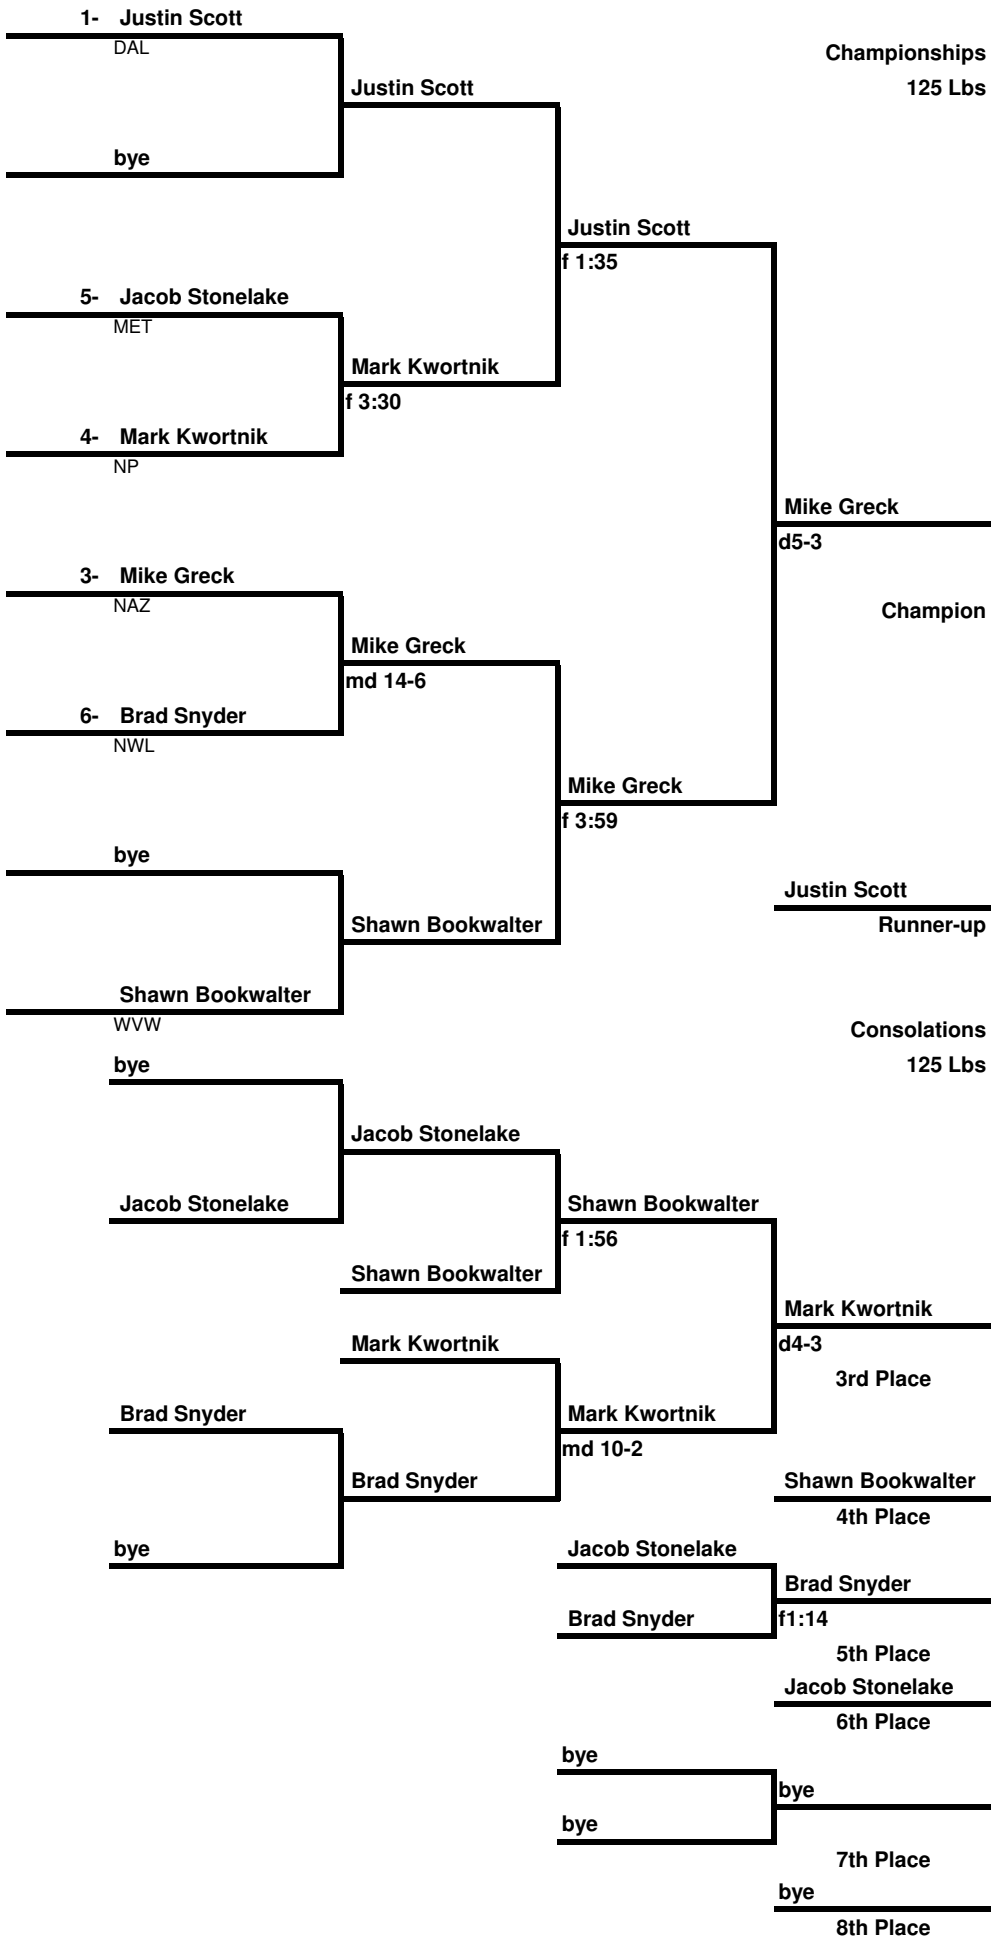 1- Justin Scott
DAL
Championships
Justin Scott
125 Lbs
bye
Justin Scott
f 1:35
5- Jacob Stonelake
MET
Mark Kwortnik
f 3:30
4- Mark Kwortnik
NP
Mike Greck
d5-3
3- Mike Greck
NAZ
Champion
Mike Greck
md 14-6
6- Brad Snyder
NWL
Mike Greck
f 3:59
bye
Justin Scott
Shawn Bookwalter
Runner-up
Shawn Bookwalter
WVW
Consolations
bye
125 Lbs
Jacob Stonelake
Jacob Stonelake
Shawn Bookwalter
f 1:56
Shawn Bookwalter
Mark Kwortnik
d4-3
Mark Kwortnik
3rd Place
Brad Snyder
Mark Kwortnik
md 10-2
Brad Snyder
Shawn Bookwalter
4th Place
bye
Jacob Stonelake
Brad Snyder
Brad Snyder
f1:14
5th Place
Jacob Stonelake
6th Place
bye
bye
bye
7th Place
bye
8th Place